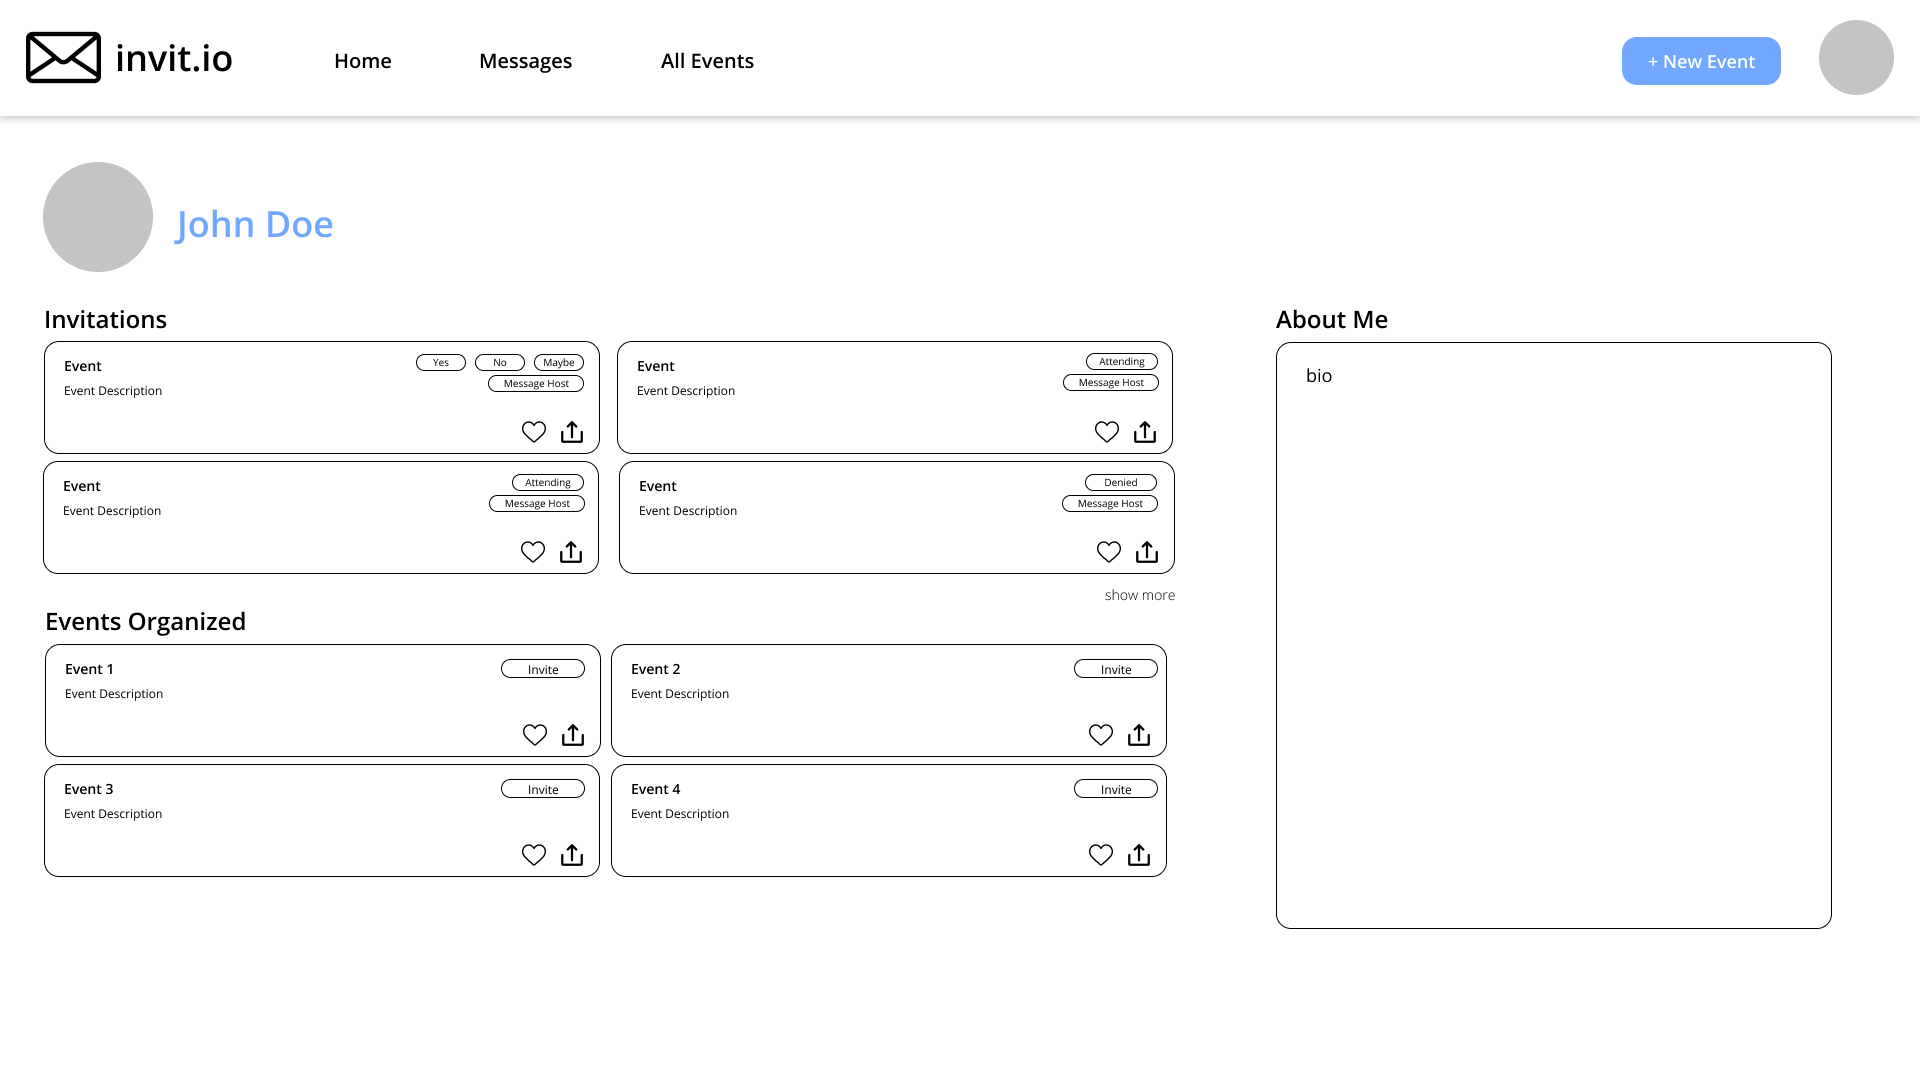 invit.io
Home
Messages
All Events
+ New Event
John Doe
Invitations
Event
Yes
No
Maybe
Event Description
Message Host
Event
Attending
Event Description
Message Host
Event
Attending
Event Description
Message Host
Event
Denied
Event Description
Message Host
show more
Events Organized
Event 1
Invite
Event Description
Event 2
Invite
Event Description
Event 3
Invite
Event Description
Event 4
Invite
Event Description
About Me
bio